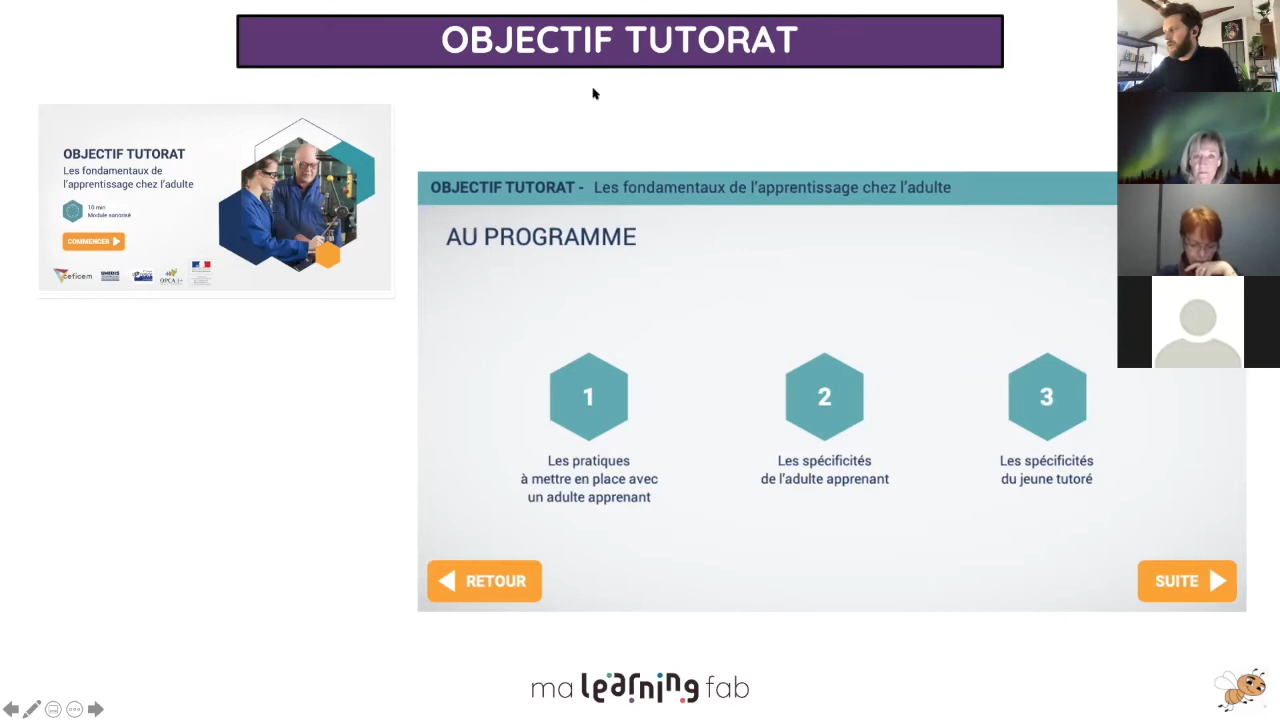 OBJECTIF TUTORAT
OBJECTIF TUTORAT
Les fondamentaux de
l'apprentissage chez l'adulte
10 min
Module sonorisé
COMMENCER
ceficem
OPCA
OBJECTIF TUTORAT - Les fondamentaux de l'apprentissage chez l'adulte
AU PROGRAMME
1
2
3
Les pratiques
à mettre en place avec
un adulte apprenant
Les spécificités
de l'adulte apprenant
Les spécificités
du jeune tutoré
RETOUR
SUITE
ma learning fab